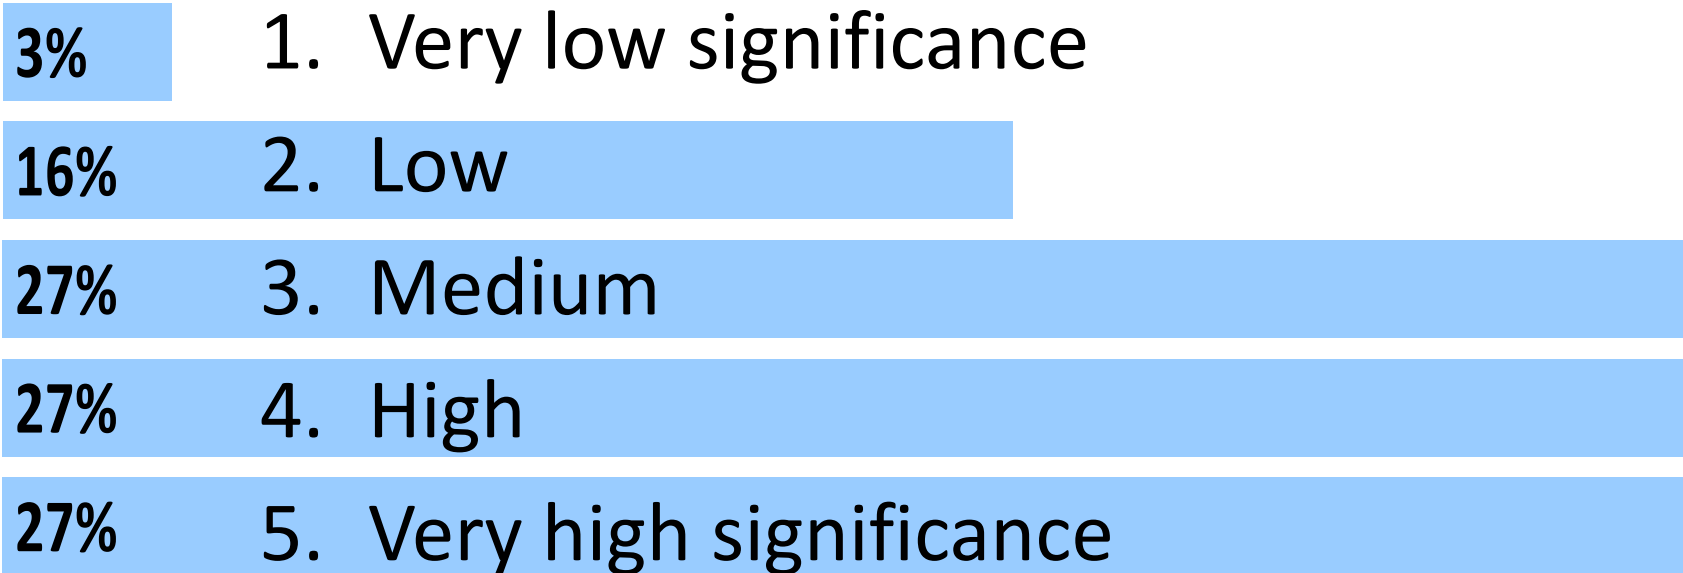 3% 1. Very low significance
16% 2. Low
27% 3. Medium
27% 4. High
27% 5. Very high significance